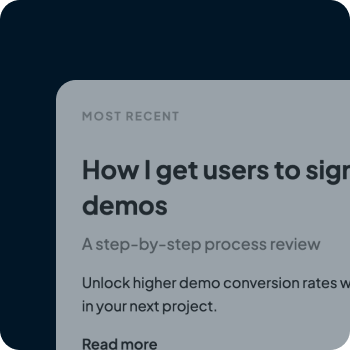 MOST RECENT
How I get users to sign
demos
A step-by-step process review
Unlock higher demo conversion rates w
in your next project.
Read more